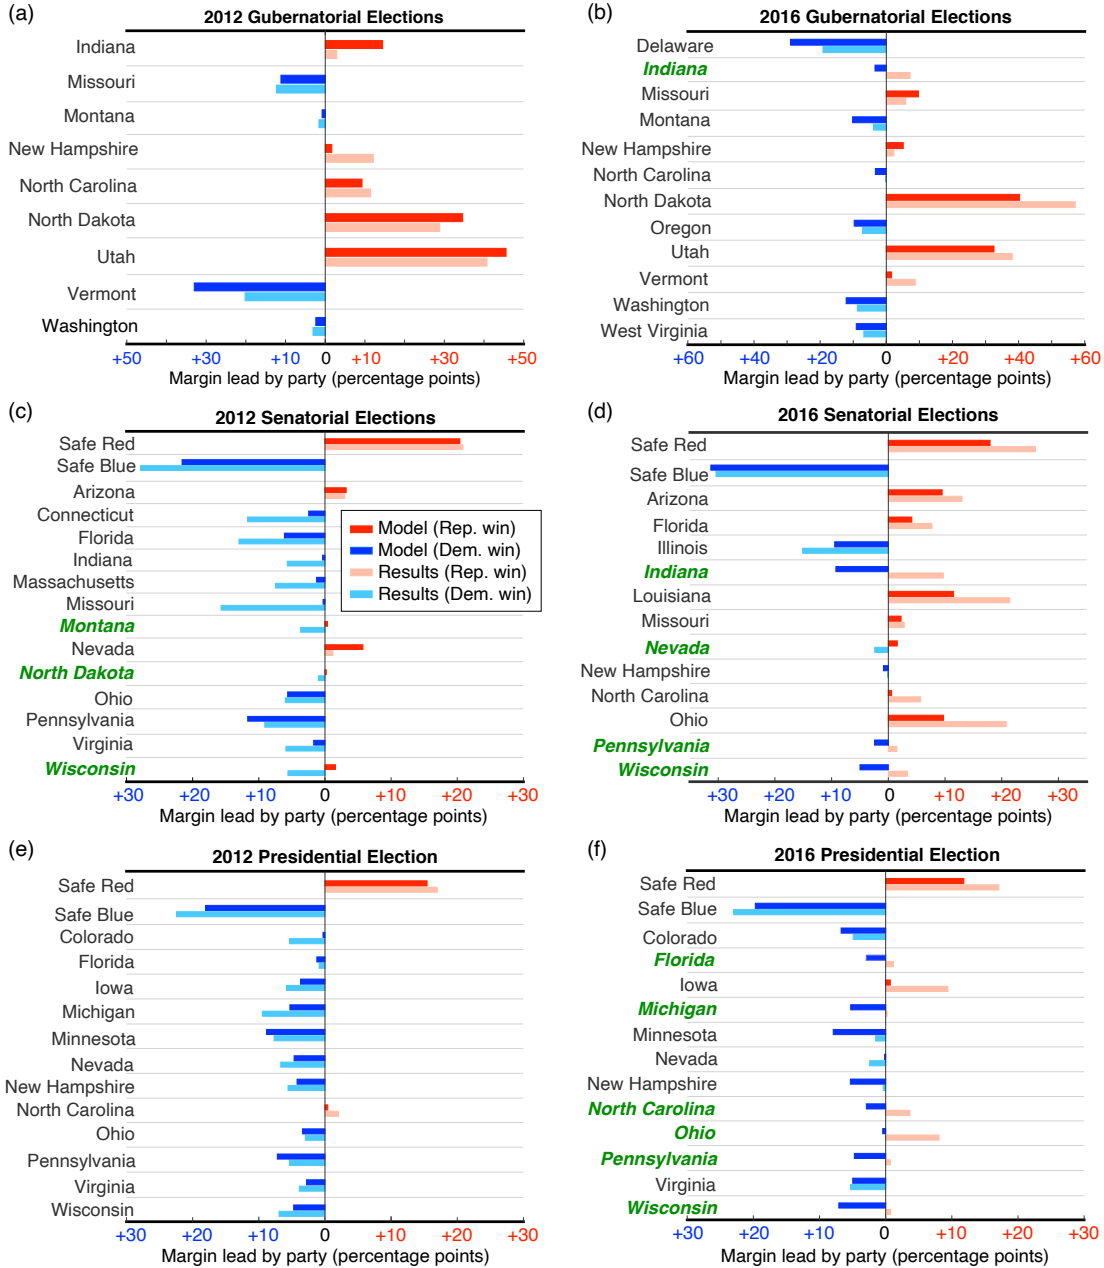 (a)
2012 Gubernatorial Elections
Indiana
Missouri
Montana
New Hampshire
North Carolina
North Dakota
Utah
Vermont
Washington
+50 +30 +10 0 +10 +30 +50
Margin lead by party (percentage points)
(b)
2016 Gubernatorial Elections
Delaware
Indiana
Missouri
Montana
New Hampshire
North Carolina
North Dakota
Oregon
Utah
Vermont
Washington
West Virginia
+60 +40 +20 0 +20 +40 +60
Margin lead by party (percentage points)
(c)
2012 Senatorial Elections
Safe Red
Safe Blue
Arizona
Connecticut
Florida
Indiana
Massachusetts
Missouri
Montana
Nevada
North Dakota
Ohio
Pennsylvania
Virginia
Wisconsin
Model (Rep. win)
Model (Dem. win)
Results (Rep. win)
Results (Dem. win)
+30 +20 +10 0 +10 +20 +30
Margin lead by party (percentage points)
(d)
2016 Senatorial Elections
Safe Red
Safe Blue
Arizona
Florida
Illinois
Indiana
Louisiana
Missouri
Nevada
New Hampshire
North Carolina
Ohio
Pennsylvania
Wisconsin
+30 +20 +10 0 +10 +20 +30
Margin lead by party (percentage points)
(e)
2012 Presidential Election
Safe Red
Safe Blue
Colorado
Florida
Iowa
Michigan
Minnesota
Nevada
New Hampshire
North Carolina
Ohio
Pennsylvania
Virginia
Wisconsin
+30 +20 +10 0 +10 +20 +30
Margin lead by party (percentage points)
(f)
2016 Presidential Election
Safe Red
Safe Blue
Colorado
Florida
Iowa
Michigan
Minnesota
Nevada
New Hampshire
North Carolina
Ohio
Pennsylvania
Virginia
Wisconsin
+30 +20 +10 0 +10 +20 +30
Margin lead by party (percentage points)